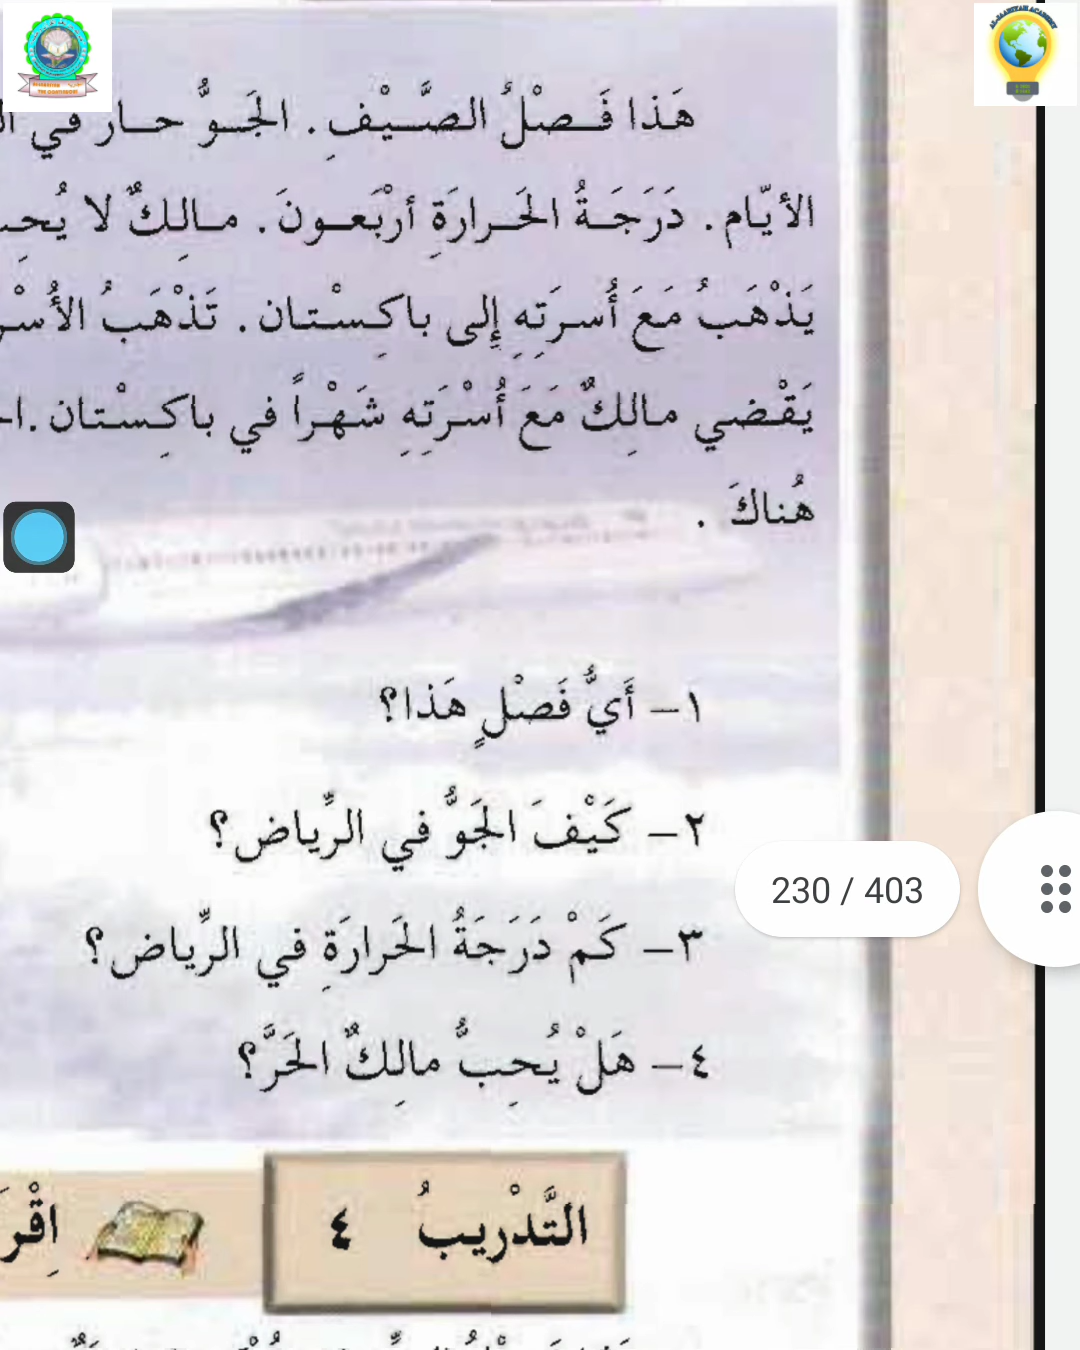 هَذا فَصْلُ الصَّيْفِ. الجَوُّ حار في
الأيّام. دَرَجَةُ الحَرارَةِ أرْبَعونَ. مالِكٌ لا
يَذْهَبُ مَعَ أُسرَتِهِ إِلى باكِسْتان. تَذْهَبُ
يَقْضي مالِكٌ مَعَ أُسْرَتِهِ شَهْراً في باكِسْتان.
هُناكَ.
١– أَيُّ فَصْلٍ هَذا؟
٢– كَيْفَ الجَوُّ في الرِّياض؟
230 / 403
٣– كَمْ دَرَجَةُ الحَرارَةِ في الرِّياض؟
٤– هَلْ يُحِبُّ مالِكٌ الحَرَّ؟
التَّدْريبُ ٤